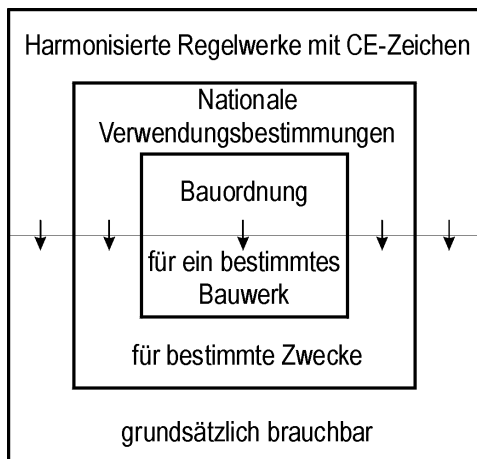 Harmonisierte Regelwerke mit CE-Zeichen
Nationale
Verwendungsbestimmungen
Bauordnung
für ein bestimmtes
Bauwerk
für bestimmte Zwecke
grundsätzlich brauchbar